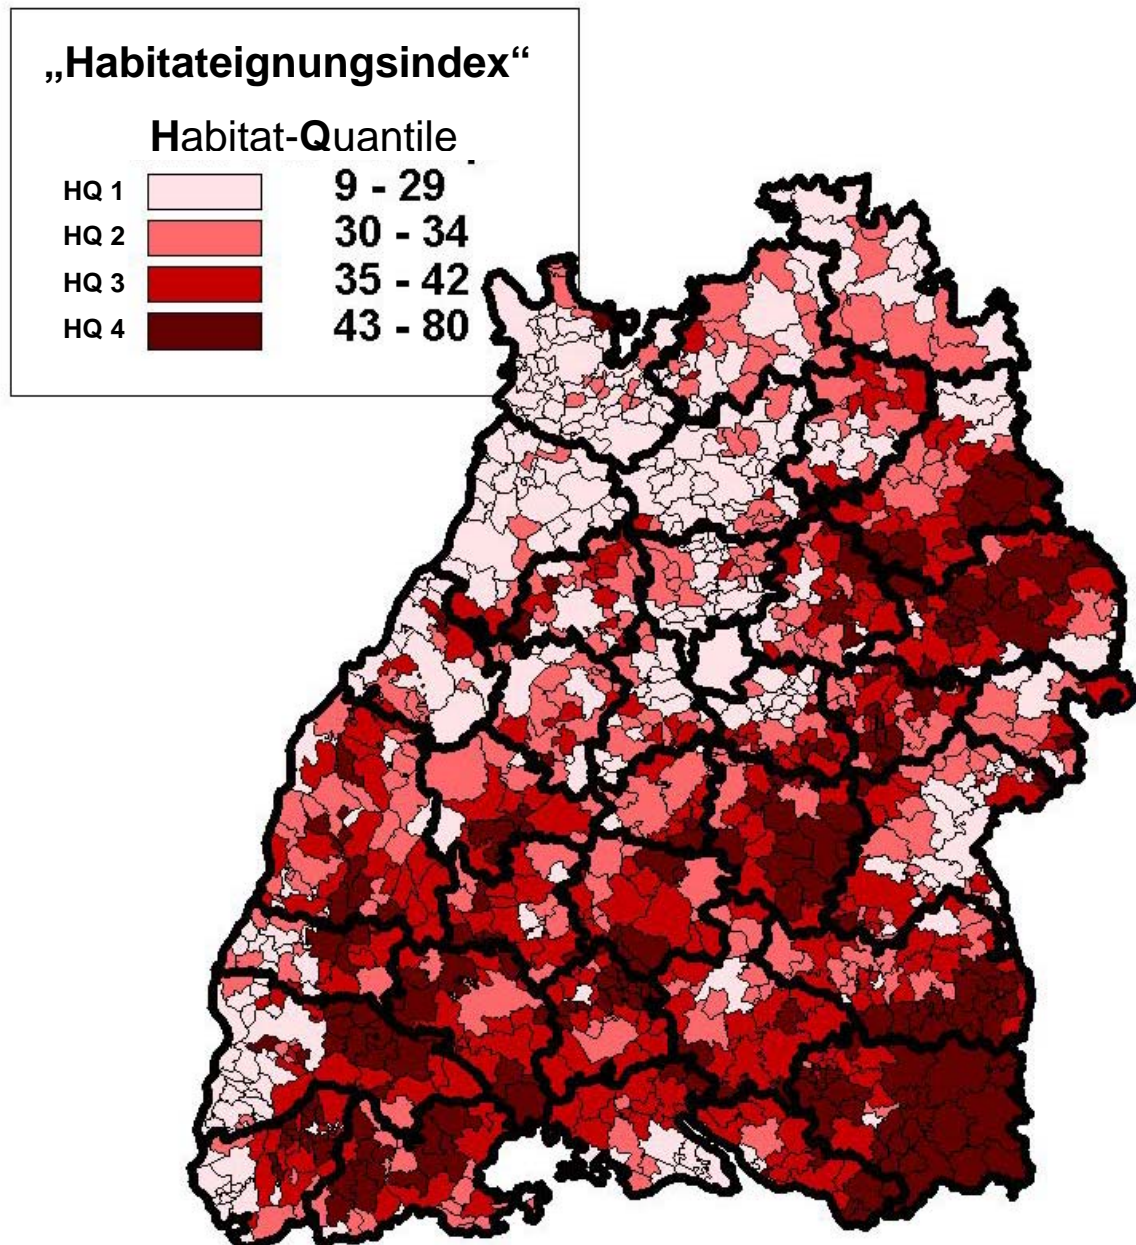 „Habitateignungsindex“
Habitat-Quantile
HQ 1 9 - 29
HQ 2 30 - 34
HQ 3 35 - 42
HQ 4 43 - 80